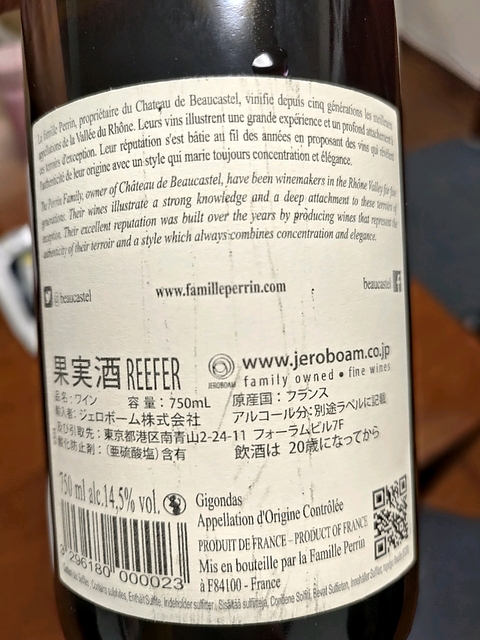 La Famille Perrin, propriétaire du Chateau de Beaucastel, vinifie depuis cinq générations les meilleures
appellations de la Vallée du Rhône. Leurs vins illustrent une grande expérience et un profond attachement à
ces terroirs d'exception. Leur réputation s'est bâtie au fil des années en proposant des vins qui révèlent
l'authenticité de leur origine avec un style qui marie toujours concentration et élégance.
The Perrin Family, owner of Château de Beaucastel, have been winemakers in the Rhône Valley for five
generations. Their wines illustrate a strong knowledge and a deep attachment to these terroirs of
exception. Their excellent reputation was built over the years by producing wines that represent the
authenticity of their terroir and a style which always combines concentration and elegance.
@beaucastel
www.familleperrin.com
beaucastel
果実酒 REEFER
JEROBOAM
www.jeroboam.co.jp
family owned • fine wines
品名: ワイン 容量: 750mL 原産国: フランス
輸入者: ジェロボーム株式会社 アルコール分: 別途ラベルに記載
及び引取先: 東京都港区南青山2-24-11 フォーラムビル7F
酸化防止剤: (亜硫酸塩)含有 飲酒は 20歳になってから
750 ml alc.14,5% vol.
Gigondas
Appellation d'Origine Contrôlée
PRODUIT DE FRANCE - PRODUCT OF FRANCE
Mis en bouteille par la Famille Perrin
à F84100 - France
3 296180 000023
Contains sulphites, Enthält Sulfite, Indeholder sulfitter, Sisältää sulfiitteja,